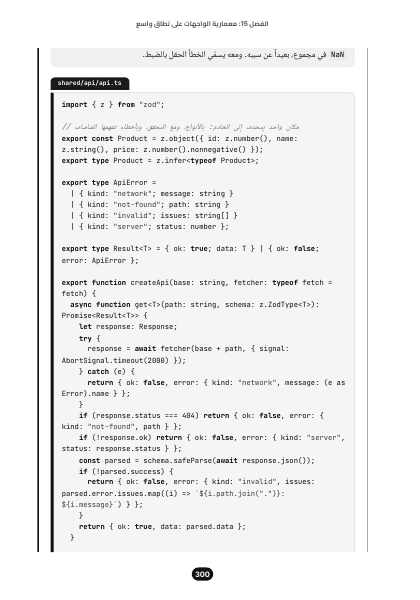 الفصل 15: معمارية الواجهات على نطاق واسع
NaN في مجموع، بعيداً عن سببه. ومعه يسمّي الخطأ الحقل بالضبط.
shared/api/api.ts
import { z } from "zod";
// مكان واحد يتحدث إلى الخادم: بالأنواع، ومع التحقق، وبأخطاء تفهمها الشاشات
export const Product = z.object({ id: z.number(), name:
z.string(), price: z.number().nonnegative() });
export type Product = z.infer<typeof Product>;
export type ApiError =
| { kind: "network"; message: string }
| { kind: "not-found"; path: string }
| { kind: "invalid"; issues: string[] }
| { kind: "server"; status: number };
export type Result<T> = { ok: true; data: T } | { ok: false;
error: ApiError };
export function createApi(base: string, fetcher: typeof fetch =
fetch) {
async function get<T>(path: string, schema: z.ZodType<T>):
Promise<Result<T>> {
let response: Response;
try {
response = await fetcher(base + path, { signal:
AbortSignal.timeout(2000) });
} catch (e) {
return { ok: false, error: { kind: "network", message: (e as
Error).name } };
}
if (response.status === 404) return { ok: false, error: {
kind: "not-found", path } };
if (!response.ok) return { ok: false, error: { kind: "server",
status: response.status } };
const parsed = schema.safeParse(await response.json());
if (!parsed.success) {
return { ok: false, error: { kind: "invalid", issues:
parsed.error.issues.map((i) => `${i.path.join(".")}:
${i.message}`) } };
}
return { ok: true, data: parsed.data };
}
300